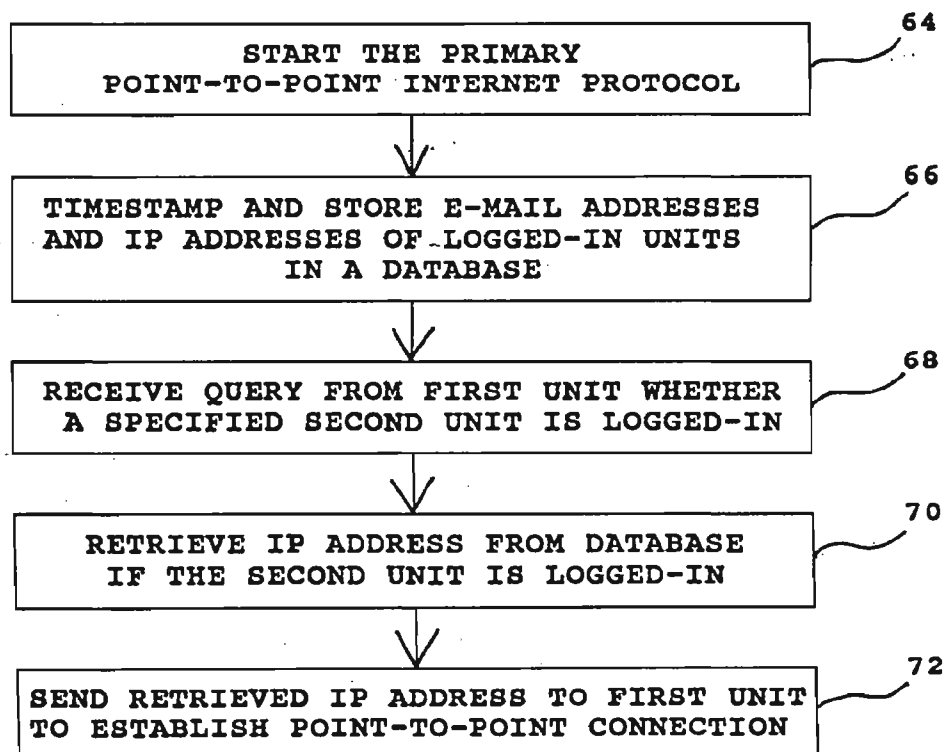 64
START THE PRIMARY
POINT-TO-POINT INTERNET PROTOCOL
66
TIMESTAMP AND STORE E-MAIL ADDRESSES
AND IP ADDRESSES OF LOGGED-IN UNITS
IN A DATABASE
68
RECEIVE QUERY FROM FIRST UNIT WHETHER
A SPECIFIED SECOND UNIT IS LOGGED-IN
70
RETRIEVE IP ADDRESS FROM DATABASE
IF THE SECOND UNIT IS LOGGED-IN
72
SEND RETRIEVED IP ADDRESS TO FIRST UNIT
TO ESTABLISH POINT-TO-POINT CONNECTION